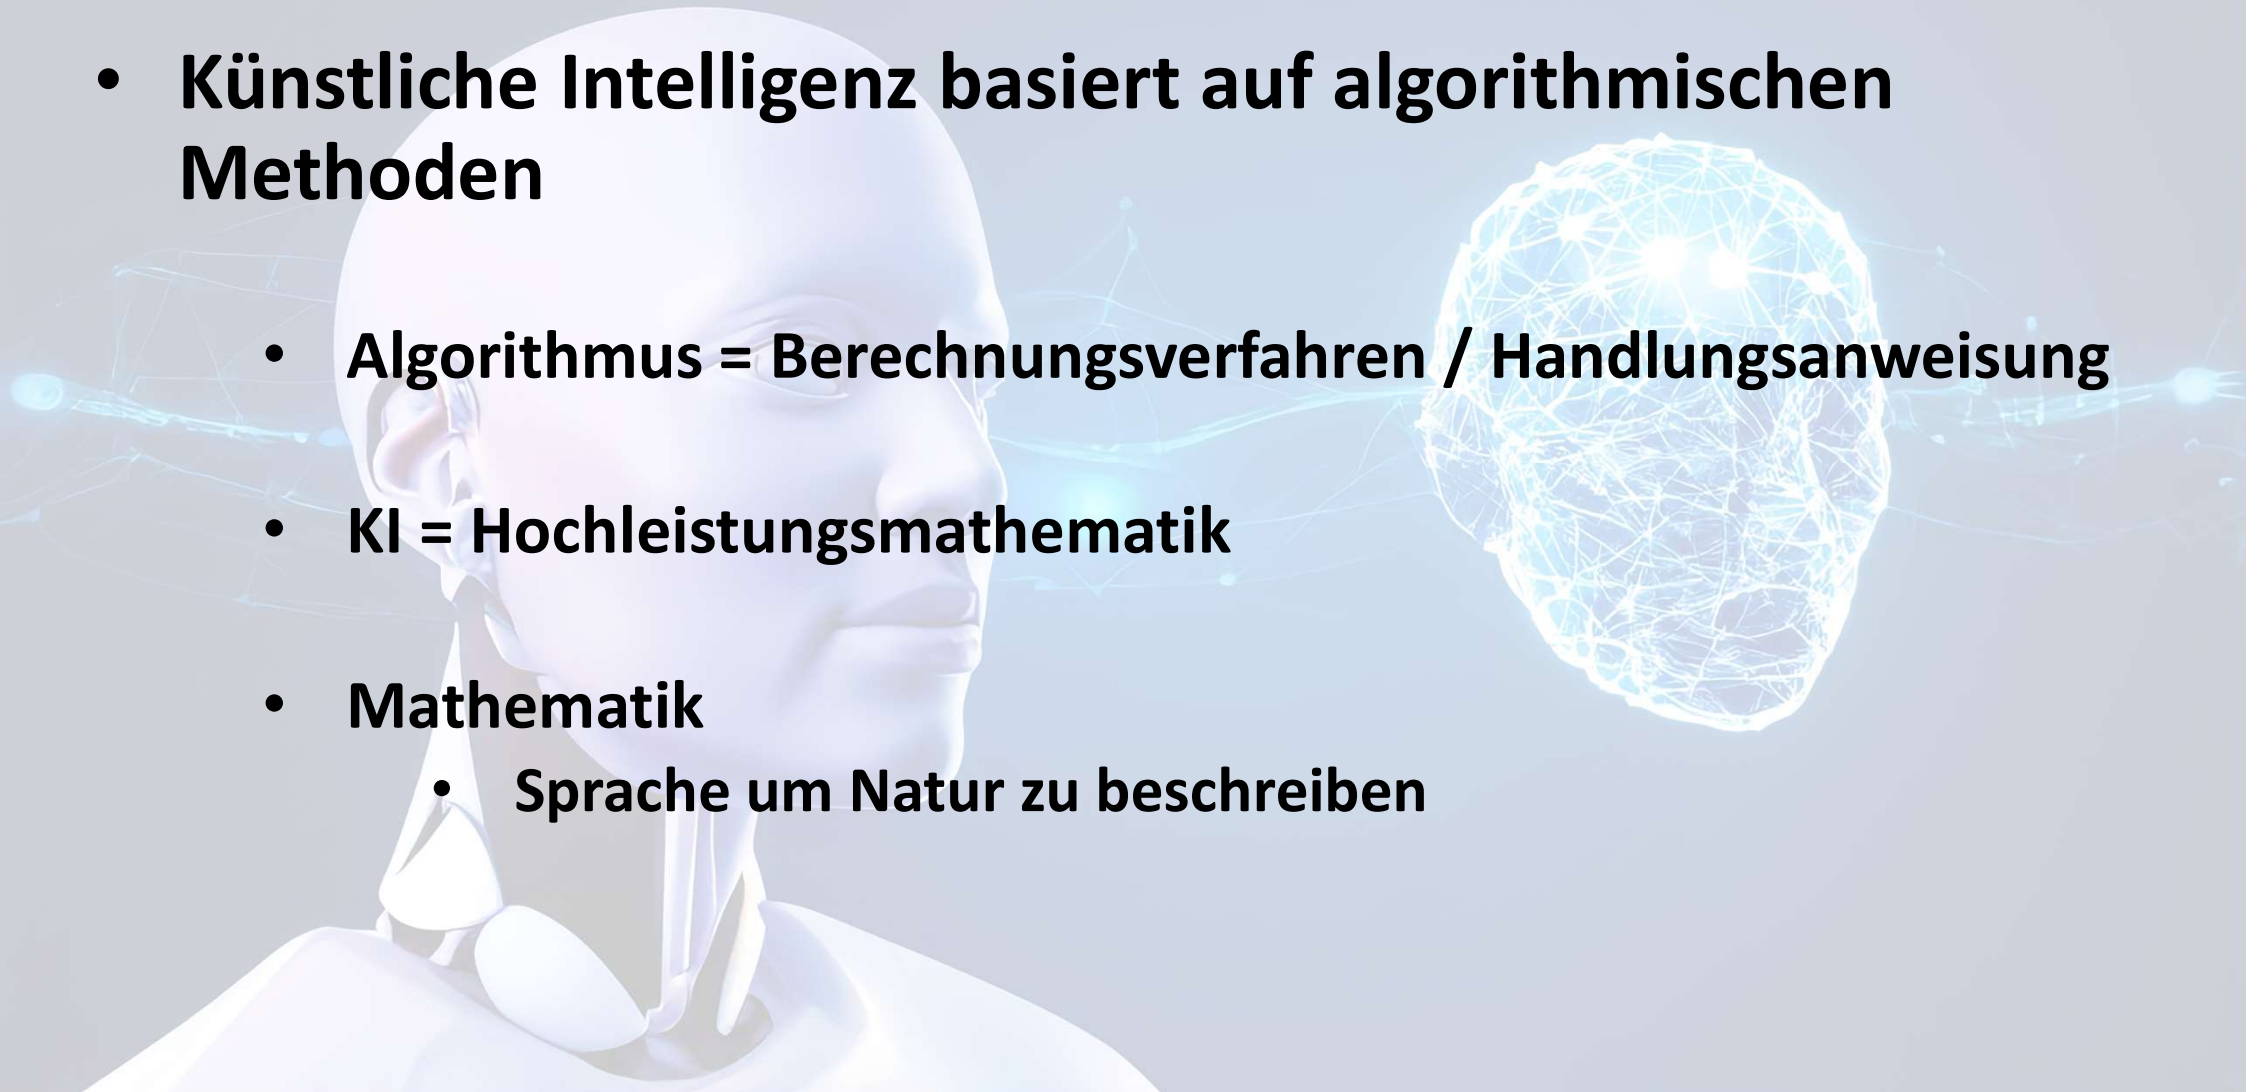 • Künstliche Intelligenz basiert auf algorithmischen
Methoden
• Algorithmus = Berechnungsverfahren / Handlungsanweisung
• KI = Hochleistungsmathematik
• Mathematik
• Sprache um Natur zu beschreiben